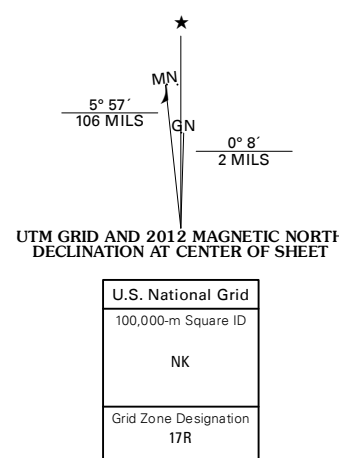 ★
MN
5° 57´
106 MILS
GN
0° 8´
2 MILS
UTM GRID AND 2012 MAGNETIC NORTH
DECLINATION AT CENTER OF SHEET
U.S. National Grid
100,000-m Square ID
NK
Grid Zone Designation
17R